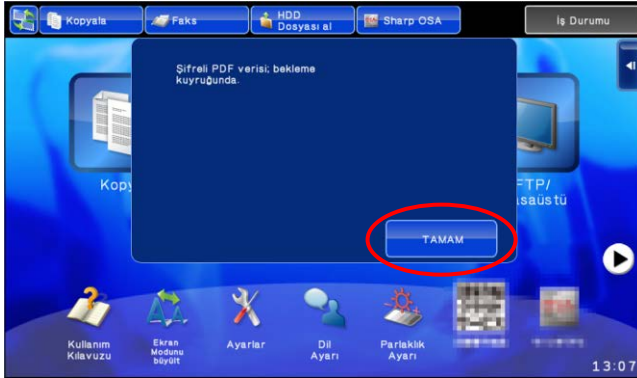 Kopyala
Faks
HDD
Dosyası al
Sharp OSA
İş Durumu
Şifreli PDF verisi; bekleme
kuyruğunda.
Kopy
FTP/
asaüstü
TAMAM
Kullanım
Kılavuzu
Ekran
Modunu
büyült
Ayarlar
Dil
Ayarı
Parlaklık
Ayarı
13:07